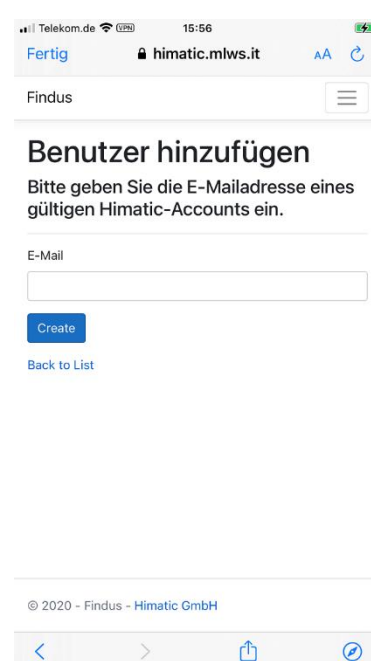 Telekom.de VPN 15:56
Fertig himatic.mlws.it AA
Findus
Benutzer hinzufügen
Bitte geben Sie die E-Mailadresse eines
gültigen Himatic-Accounts ein.
E-Mail
Create
Back to List
© 2020 - Findus - Himatic GmbH